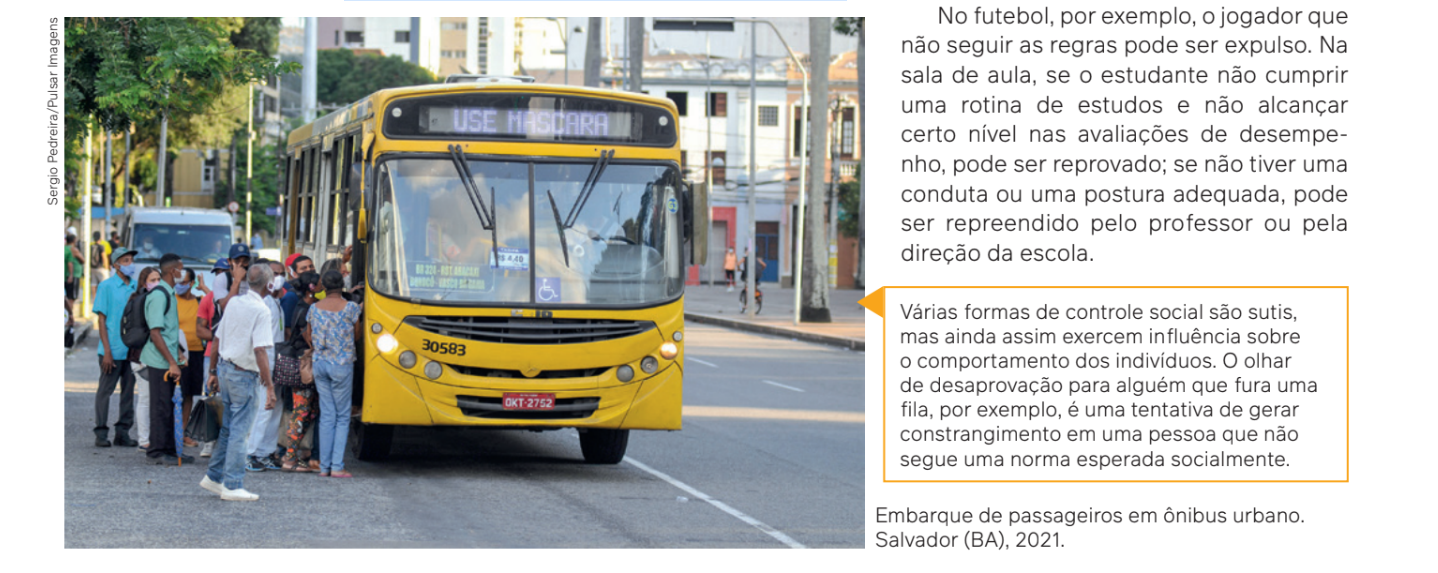 Sergio Pedreira/Pulsar Imagens
USE MÁSCARA
R$ 4,40
30583
OKT-2752
No futebol, por exemplo, o jogador que
não seguir as regras pode ser expulso. Na
sala de aula, se o estudante não cumprir
uma rotina de estudos e não alcançar
certo nível nas avaliações de desempe-
nho, pode ser reprovado; se não tiver uma
conduta ou uma postura adequada, pode
ser repreendido pelo professor ou pela
direção da escola.
Várias formas de controle social são sutis,
mas ainda assim exercem influência sobre
o comportamento dos indivíduos. O olhar
de desaprovação para alguém que fura uma
fila, por exemplo, é uma tentativa de gerar
constrangimento em uma pessoa que não
segue uma norma esperada socialmente.
Embarque de passageiros em ônibus urbano.
Salvador (BA), 2021.